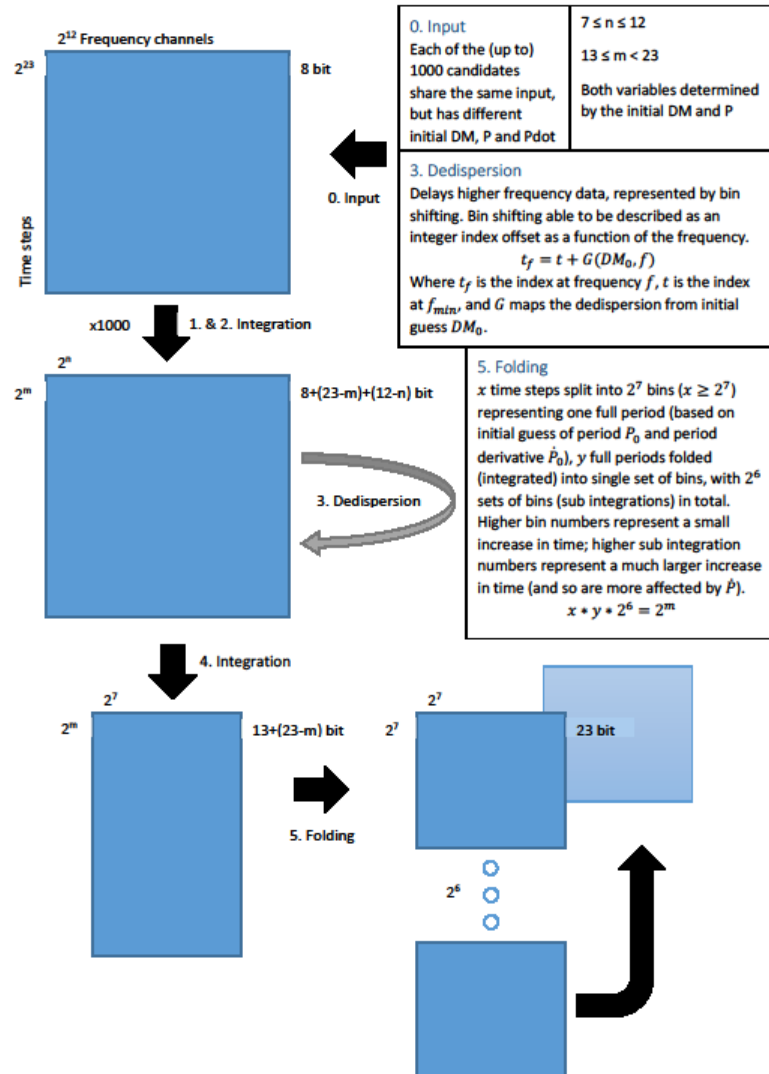 2¹² Frequency channels
2²³
8 bit
Time steps
0. Input
0. Input
Each of the (up to)
1000 candidates
share the same input,
but has different
initial DM, P and Pdot
7 ≤ n ≤ 12
13 ≤ m < 23
Both variables determined
by the initial DM and P
3. Dedispersion
Delays higher frequency data, represented by bin
shifting. Bin shifting able to be described as an
integer index offset as a function of the frequency.
t_f = t + G(DM₀, f)
Where t_f is the index at frequency f, t is the index
at f_min, and G maps the dedispersion from initial
guess DM₀.
x1000
1. & 2. Integration
2ⁿ
2ᵐ
8+(23-m)+(12-n) bit
3. Dedispersion
5. Folding
x time steps split into 2⁷ bins (x ≥ 2⁷)
representing one full period (based on
initial guess of period P₀ and period
derivative Ṗ₀), y full periods folded
(integrated) into single set of bins, with 2⁶
sets of bins (sub integrations) in total.
Higher bin numbers represent a small
increase in time; higher sub integration
numbers represent a much larger increase
in time (and so are more affected by Ṗ).
x * y * 2⁶ = 2ᵐ
4. Integration
2⁷
2ᵐ
13+(23-m) bit
5. Folding
2⁷
2⁷
23 bit
2⁶